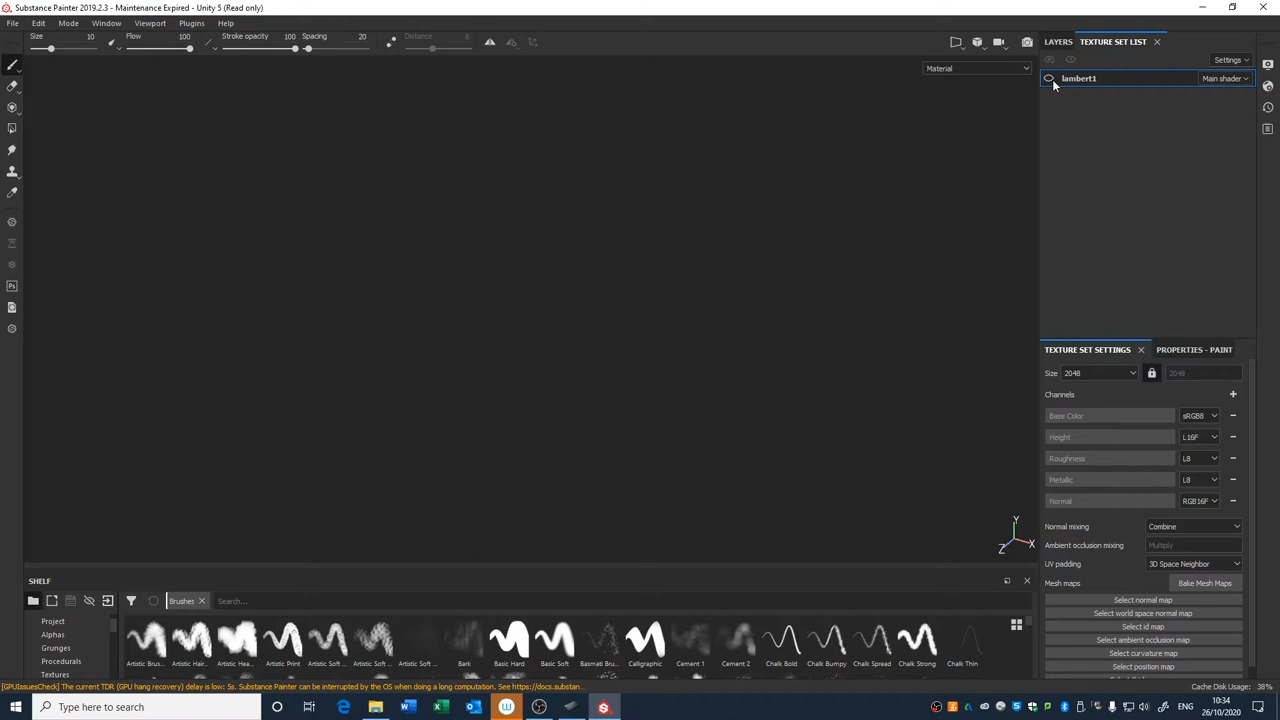 Substance Painter 2019.2.3 - Maintenance Expired - Unity 5 (Read only)
File Edit Mode Window Viewport Plugins Help
Size 10 Flow 100 Stroke opacity 100 Spacing 20 Distance 8
LAYERS TEXTURE SET LIST
Settings
Material
lambert1 Main shader
TEXTURE SET SETTINGS PROPERTIES - PAINT
Size 2048 2048
Channels
Base Color sRGB8
Height L16F
Roughness L8
Metallic L8
Normal RGB16F
Normal mixing Combine
Ambient occlusion mixing Multiply
UV padding 3D Space Neighbor
Mesh maps Bake Mesh Maps
Select normal map
Select world space normal map
Select id map
Select ambient occlusion map
Select curvature map
Select position map
Y
Z X
Ps
SHELF
Brushes Search...
Project
Alphas
Grunges
Procedurals
Textures
Artistic Brus... Artistic Hair... Artistic Hea... Artistic Print Artistic Soft ... Artistic Soft ... Artistic Soft ... Bark Basic Hard Basic Soft Basmati Bru... Calligraphic Cement 1 Cement 2 Chalk Bold Chalk Bumpy Chalk Spread Chalk Strong Chalk Thin
[GPUIssuesCheck] The current TDR (GPU hang recovery) delay is low: 5s. Substance Painter can be interrupted by the OS when doing a long computation. See https://docs.substan...
Cache Disk Usage: 38%
Type here to search
10:34
26/10/2020